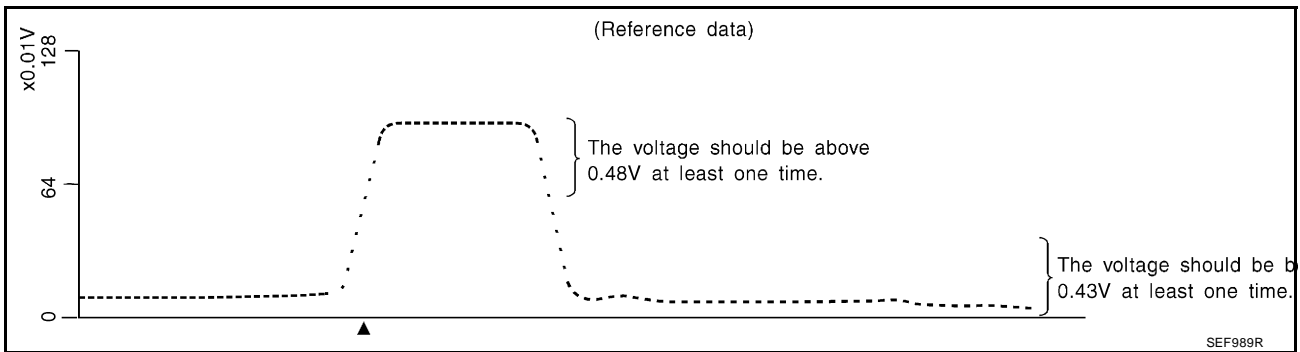 (Reference data)
x0.01V
128
64
0
The voltage should be above
0.48V at least one time.
The voltage should be b
0.43V at least one time.
SEF989R